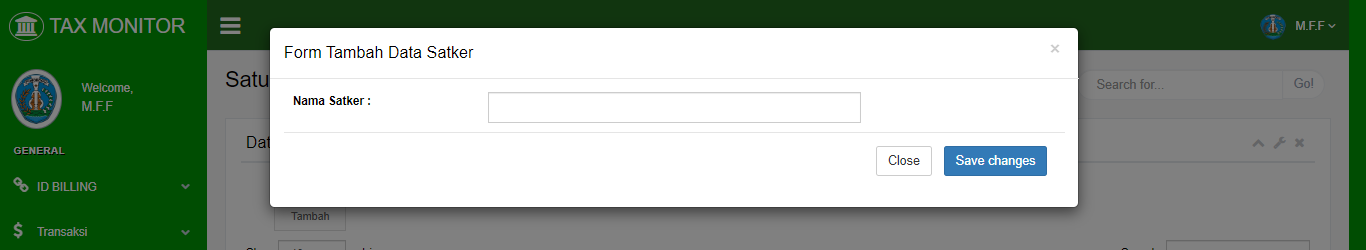 TAX MONITOR
M.F.F
Form Tambah Data Satker
×
Welcome,
M.F.F
Satu
Search for...
Go!
Nama Satker :
GENERAL
Dat
Close
Save changes
ID BILLING
Tambah
Transaksi